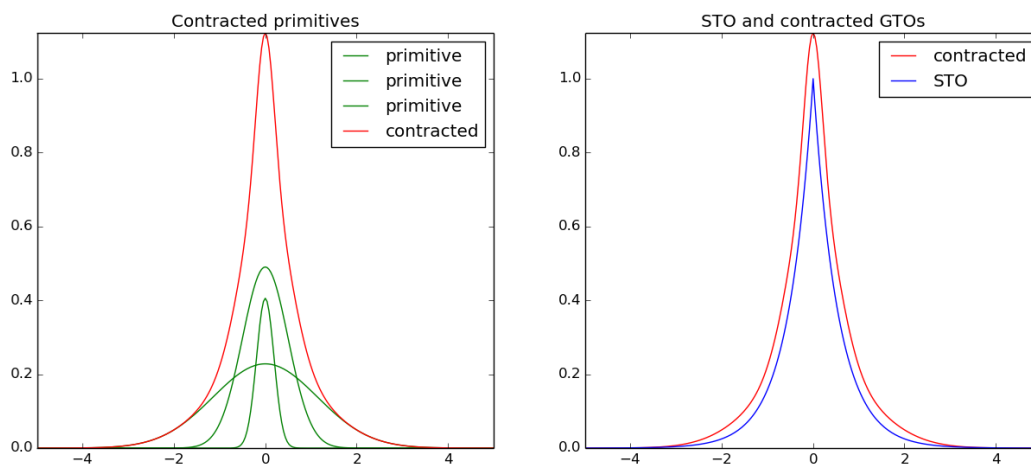 Contracted primitives
primitive
primitive
primitive
contracted
1.0
0.8
0.6
0.4
0.2
0.0
−4 −2 0 2 4
STO and contracted GTOs
contracted
STO
1.0
0.8
0.6
0.4
0.2
0.0
−4 −2 0 2 4